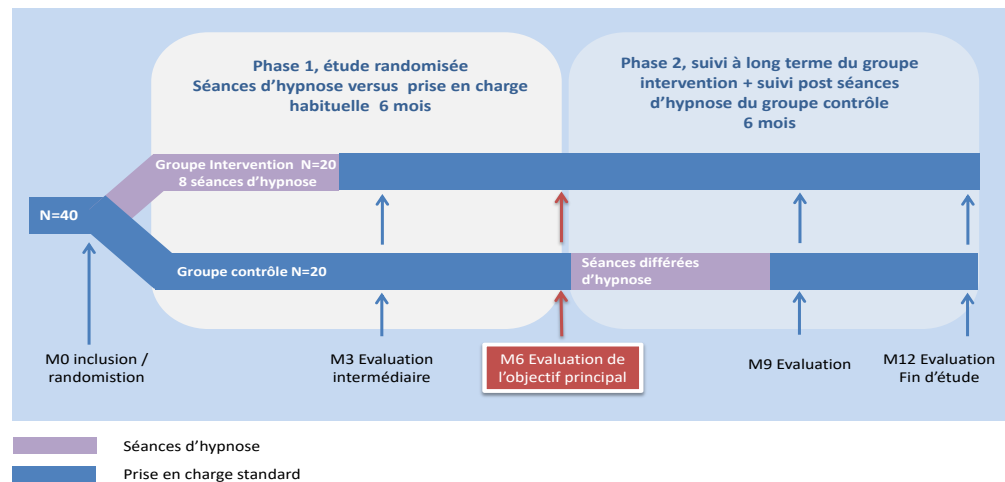 Phase 1, étude randomisée
Séances d'hypnose versus prise en charge
habituelle 6 mois
Phase 2, suivi à long terme du groupe
intervention + suivi post séances
d'hypnose du groupe contrôle
6 mois
Groupe Intervention N=20
8 séances d'hypnose
N=40
Groupe contrôle N=20
Séances différées
d'hypnose
M0 inclusion /
randomistion
M3 Evaluation
intermédiaire
M6 Evaluation de
l'objectif principal
M9 Evaluation
M12 Evaluation
Fin d'étude
Séances d'hypnose
Prise en charge standard